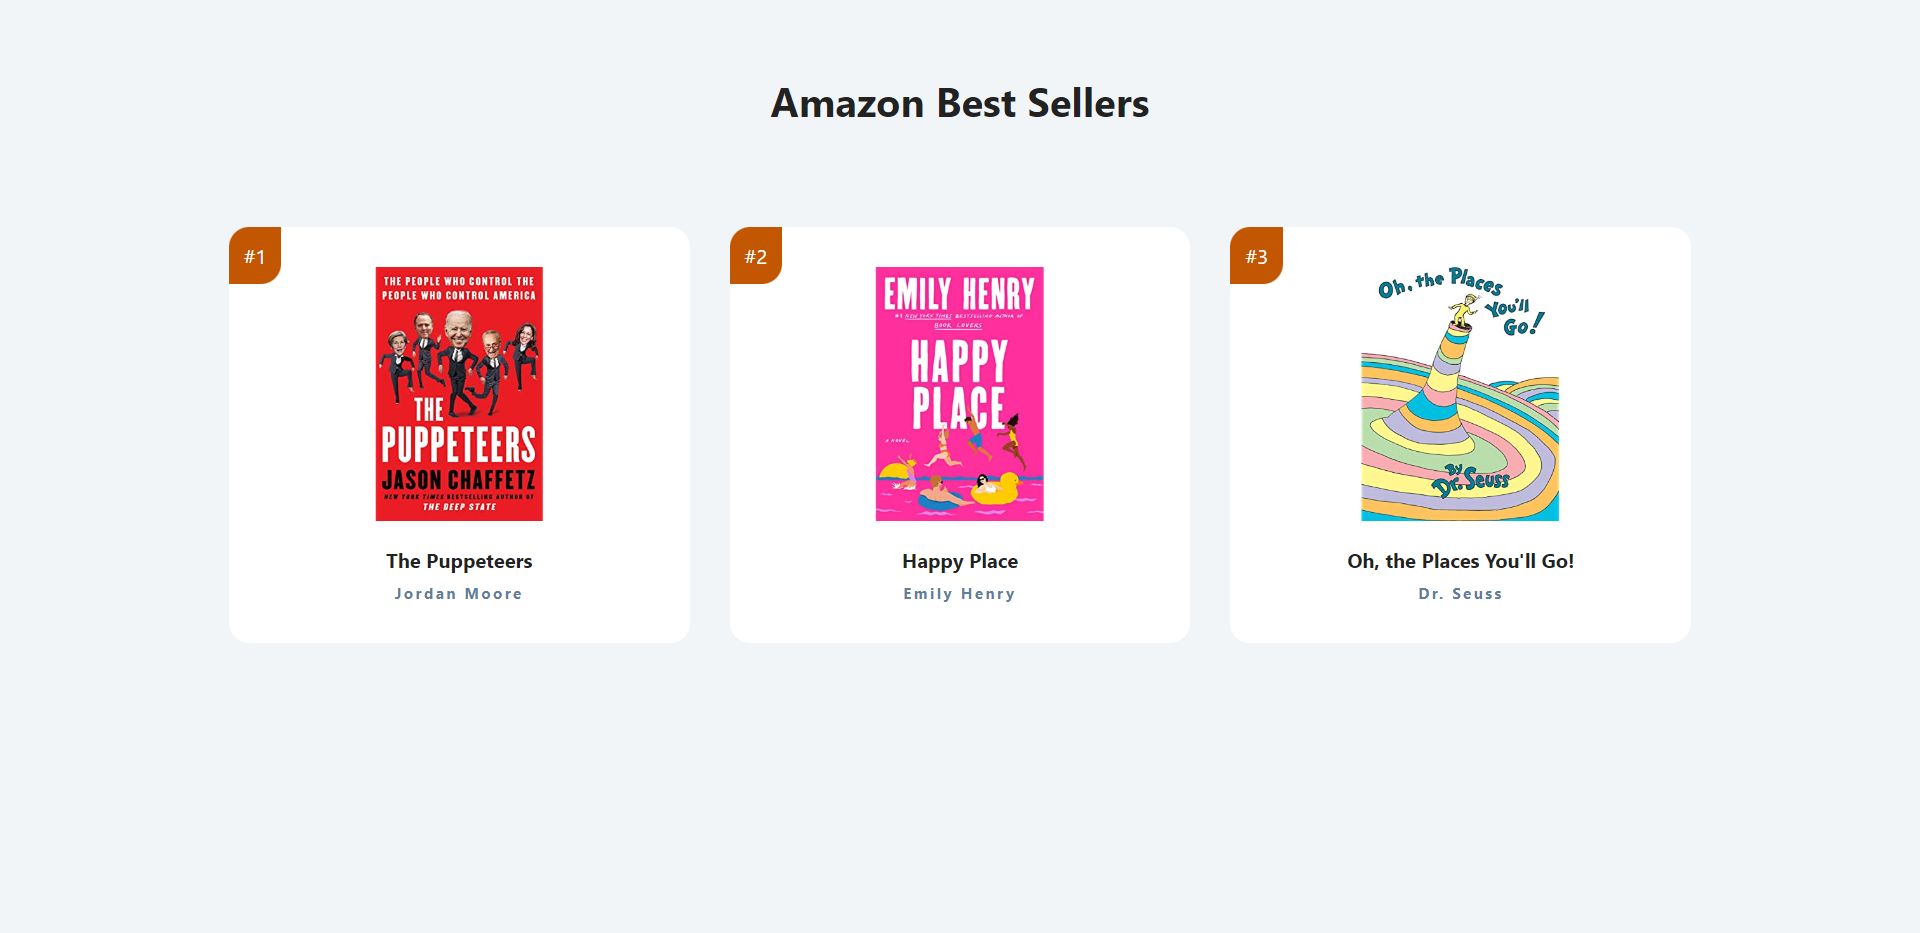 Amazon Best Sellers
#1
THE PEOPLE WHO CONTROL THE
PEOPLE WHO CONTROL AMERICA
THE
PUPPETEERS
JASON CHAFFETZ
NEW YORK TIMES BESTSELLING AUTHOR OF
THE DEEP STATE
The Puppeteers
Jordan Moore
#2
EMILY HENRY
#1 NEW YORK TIMES BESTSELLING AUTHOR OF
BOOK LOVERS
HAPPY
PLACE
A NOVEL
Happy Place
Emily Henry
#3
Oh, the Places
You'll
Go!
By
Dr. Seuss
Oh, the Places You'll Go!
Dr. Seuss